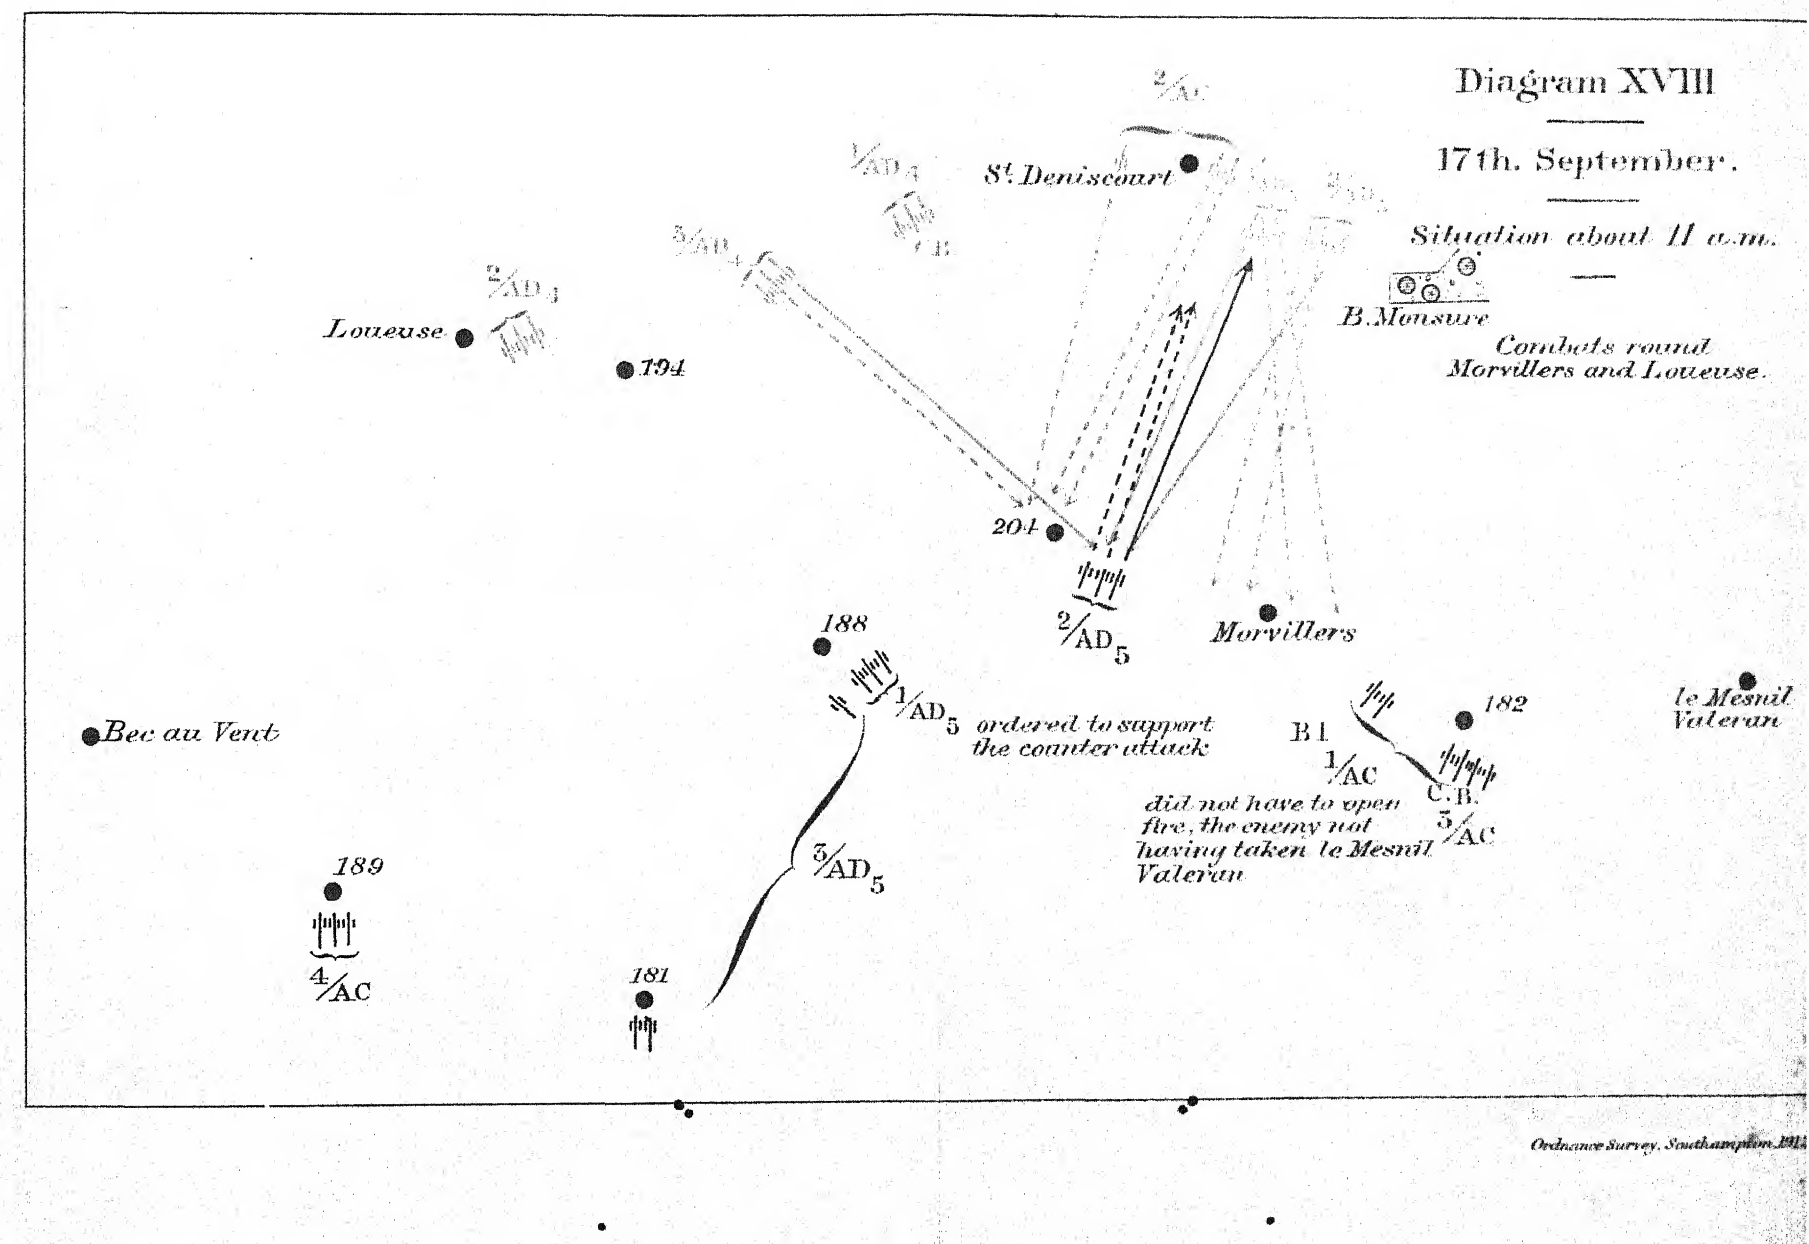 Diagram XVIII
17th. September.
Situation about 11 a.m.
B. Monsure
Combats round
Morvillers and Loueuse.
2/AC
1/AD4
C B
St. Deniscourt
3/AD4
2/AD4
Loueuse
194
204
2/AD5
Morvillers
188
1/AD5 ordered to support
the counter attack
Bec au Vent
182
le Mesnil
Valeran
B1
1/AC
C.B.
3/AC
did not have to open
fire, the enemy not
having taken le Mesnil
Valeran
3/AD5
189
4/AC
181
Ordnance Survey, Southampton